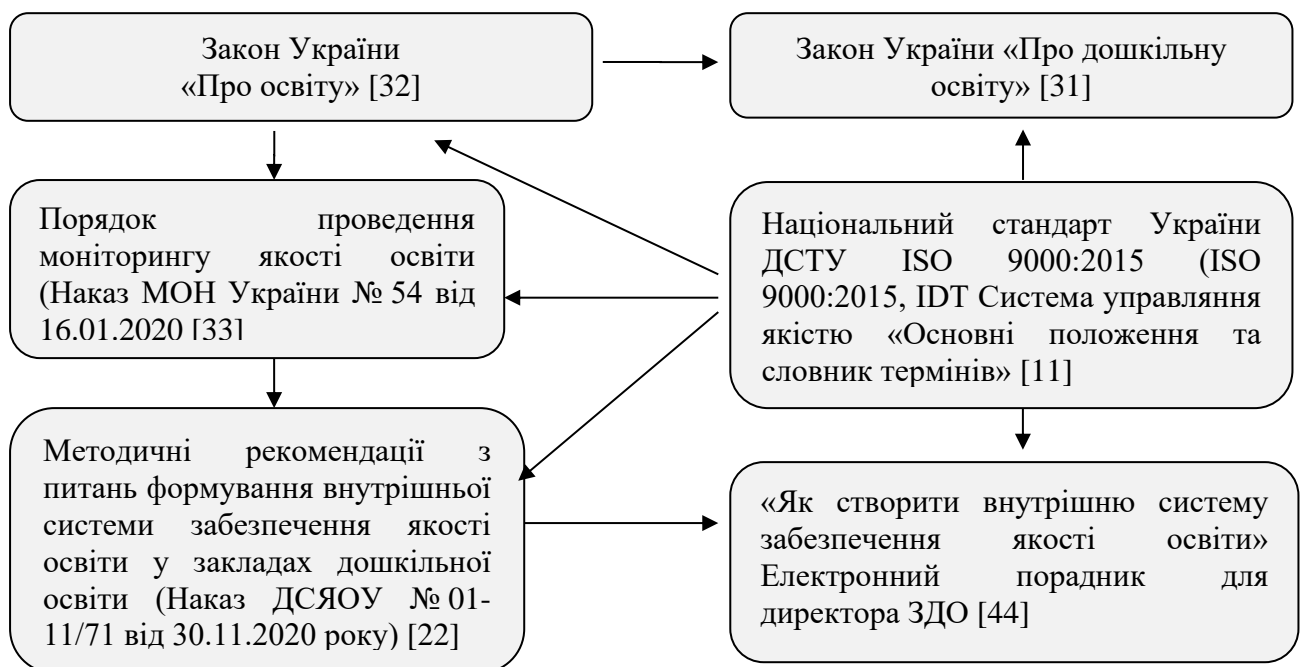 Закон України
«Про освіту» [32]
Закон України «Про дошкільну
освіту» [31]
Порядок проведення
моніторингу якості освіти
(Наказ МОН України № 54 від
16.01.2020 [33]
Національний стандарт України
ДСТУ ISO 9000:2015 (ISO
9000:2015, IDT Система управляння
якістю «Основні положення та
словник термінів» [11]
Методичні рекомендації з
питань формування внутрішньої
системи забезпечення якості
освіти у закладах дошкільної
освіти (Наказ ДСЯОУ № 01-
11/71 від 30.11.2020 року) [22]
«Як створити внутрішню систему
забезпечення якості освіти»
Електронний порадник для
директора ЗДО [44]